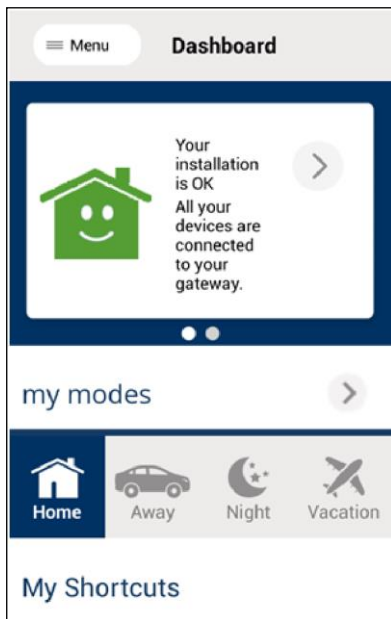 Menu Dashboard
Your
installation
is OK
All your
devices are
connected
to your
gateway.
my modes
Home Away Night Vacation
My Shortcuts